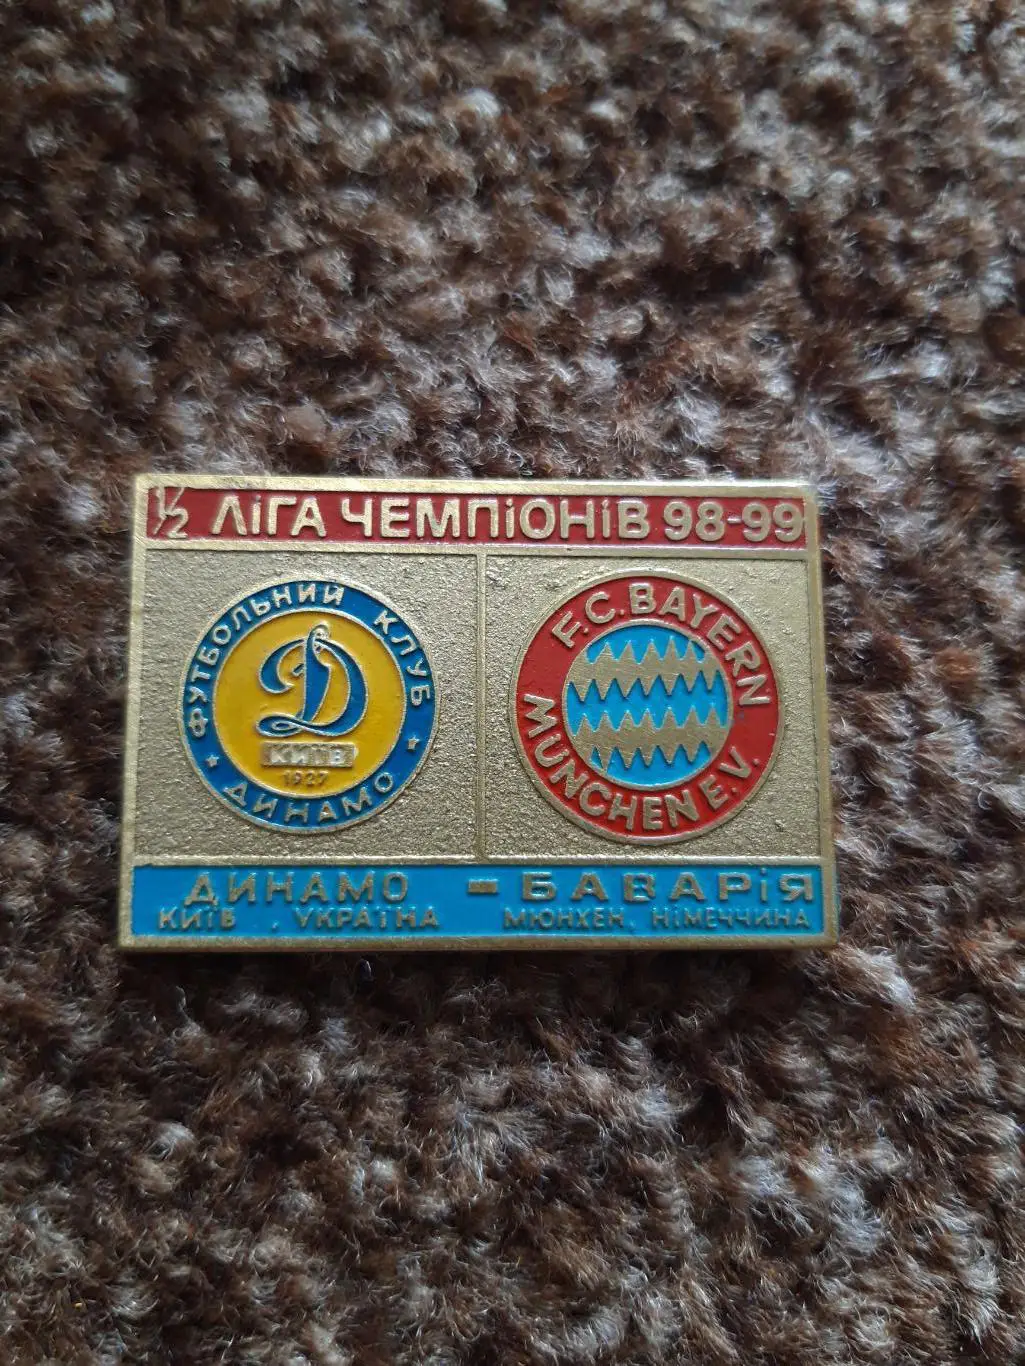 ½ ЛіГА ЧЕМПіОНіВ 98-99
ФУТБОЛЬНИЙ КЛУБ
Д
КИЇВ
1927
★ ДИНАМО ★
F.C. BAYERN
MÜNCHEN E.V.
ДИНАМО – БАВАРіЯ
КИЇВ , УКРАЇНА МЮНХЕН, НІМЕЧЧИНА